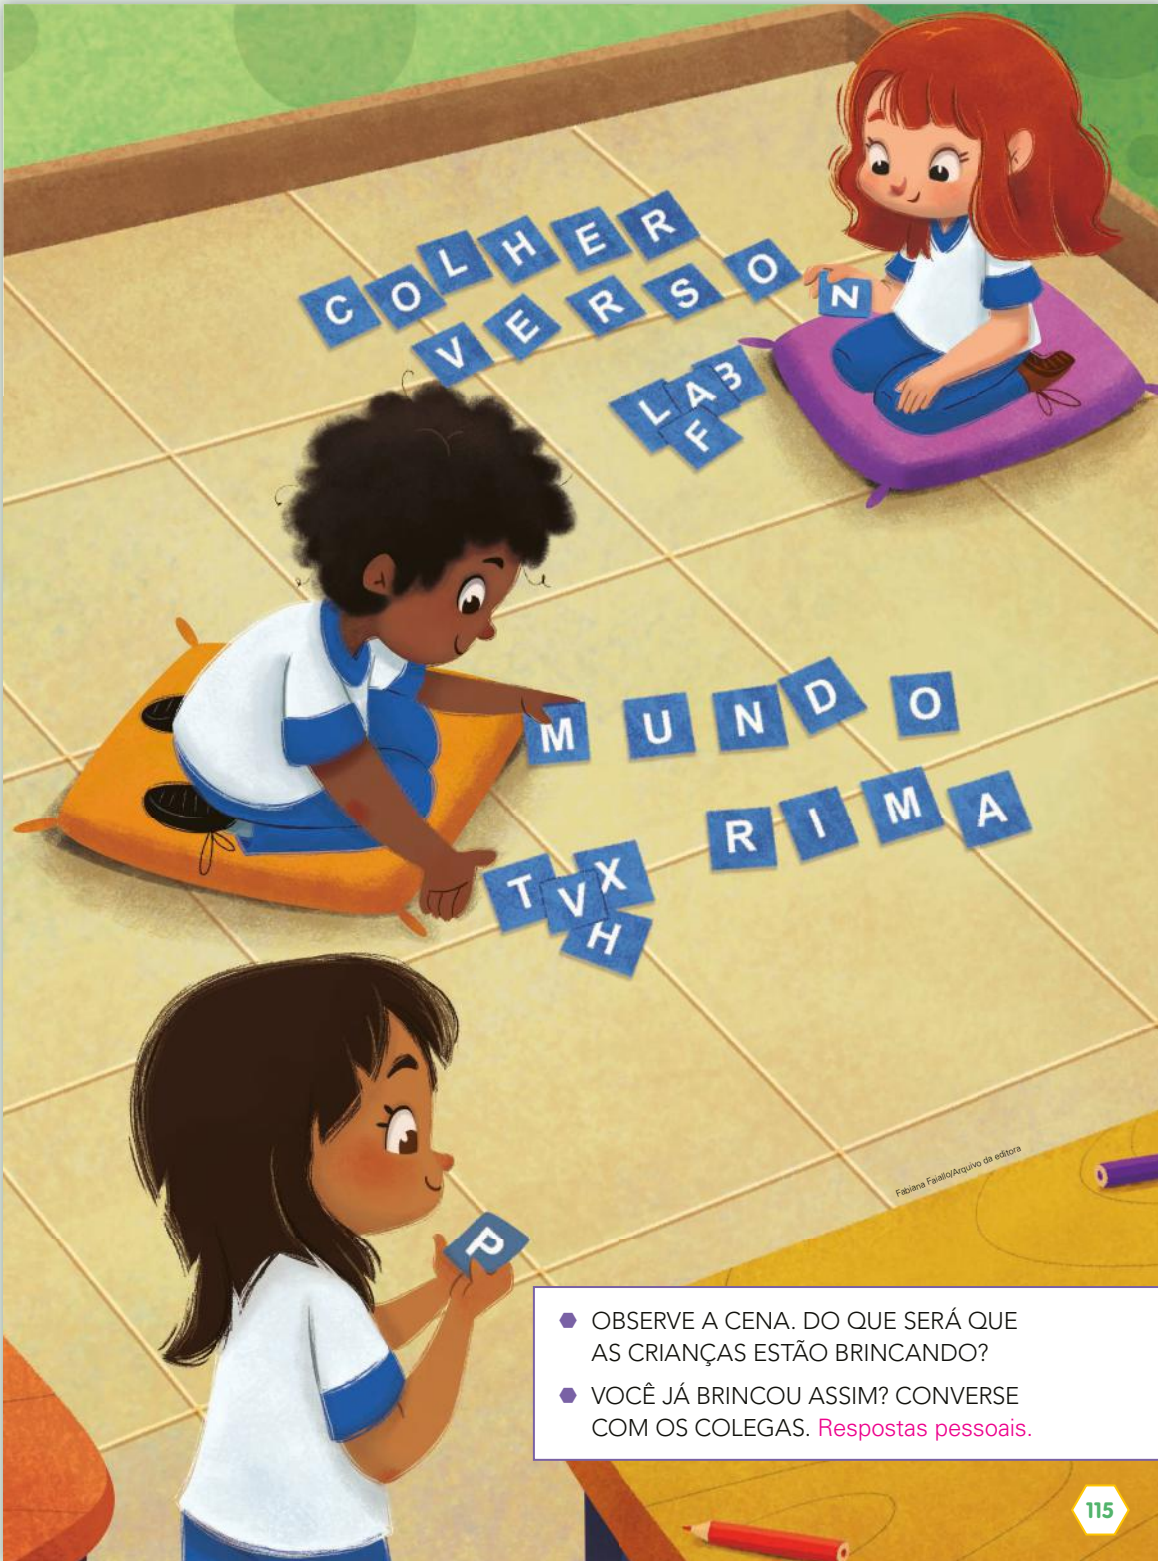 COLHER
VERSO
N
LAB
F
MUNDO
RIMA
TVX
H
P
Fabiana Faiallo/Arquivo da editora
OBSERVE A CENA. DO QUE SERÁ QUE
AS CRIANÇAS ESTÃO BRINCANDO?
VOCÊ JÁ BRINCOU ASSIM? CONVERSE
COM OS COLEGAS. Respostas pessoais.
115